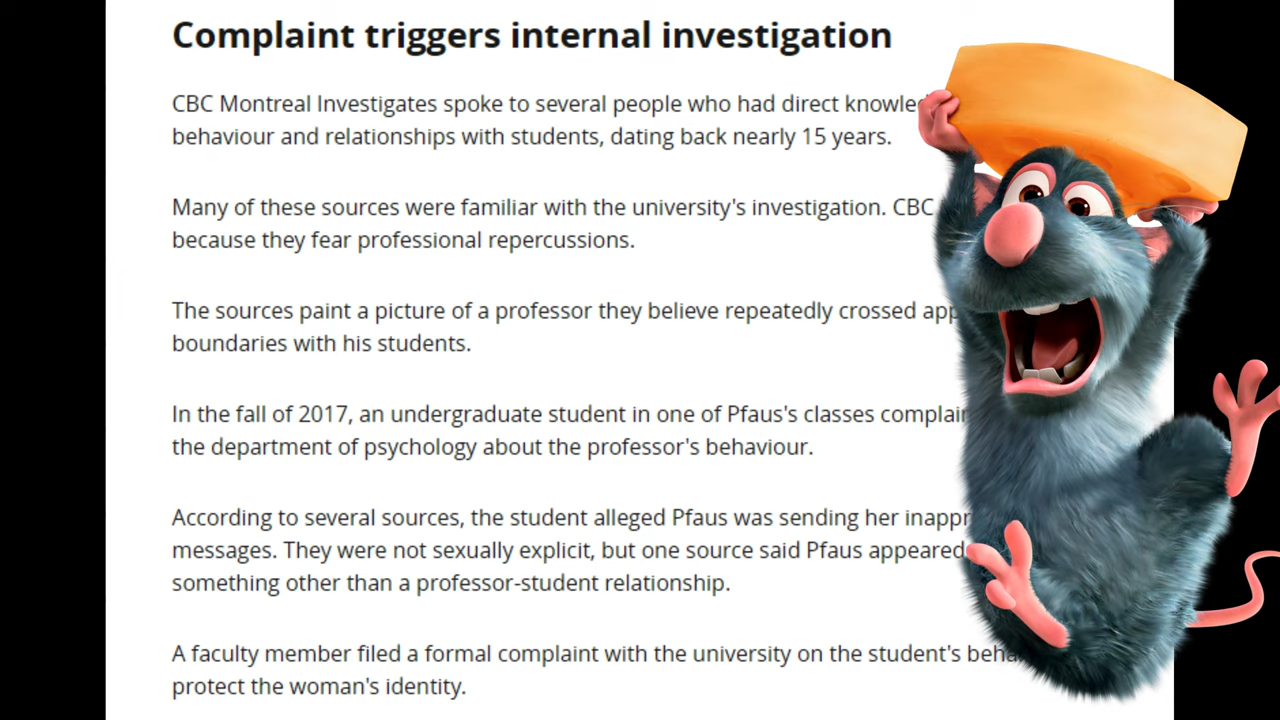 Complaint triggers internal investigation
CBC Montreal Investigates spoke to several people who had direct
behaviour and relationships with students, dating back nearly 15 years.
Many of these sources were familiar with the university's investigation. CBC
because they fear professional repercussions.
The sources paint a picture of a professor they believe repeatedly crossed
boundaries with his students.
In the fall of 2017, an undergraduate student in one of Pfaus's classes
the department of psychology about the professor's behaviour.
According to several sources, the student alleged Pfaus was sending her
messages. They were not sexually explicit, but one source said Pfaus appeared
something other than a professor-student relationship.
A faculty member filed a formal complaint with the university on the student's
protect the woman's identity.